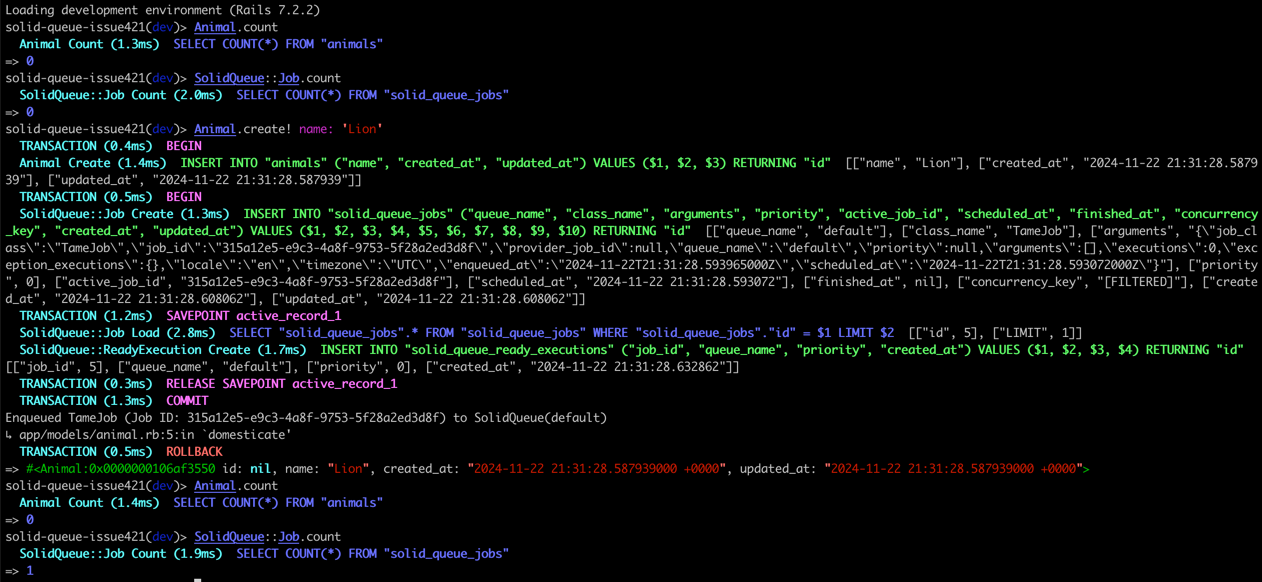 Loading development environment (Rails 7.2.2)
solid-queue-issue421(dev)> Animal.count
  Animal Count (1.3ms)  SELECT COUNT(*) FROM "animals"
=> 0
solid-queue-issue421(dev)> SolidQueue::Job.count
  SolidQueue::Job Count (2.0ms)  SELECT COUNT(*) FROM "solid_queue_jobs"
=> 0
solid-queue-issue421(dev)> Animal.create! name: 'Lion'
  TRANSACTION (0.4ms)  BEGIN
  Animal Create (1.4ms)  INSERT INTO "animals" ("name", "created_at", "updated_at") VALUES ($1, $2, $3) RETURNING "id"  [["name", "Lion"], ["created_at", "2024-11-22 21:31:28.5879
39"], ["updated_at", "2024-11-22 21:31:28.587939"]]
  TRANSACTION (0.5ms)  BEGIN
  SolidQueue::Job Create (1.3ms)  INSERT INTO "solid_queue_jobs" ("queue_name", "class_name", "arguments", "priority", "active_job_id", "scheduled_at", "finished_at", "concurrency
_key", "created_at", "updated_at") VALUES ($1, $2, $3, $4, $5, $6, $7, $8, $9, $10) RETURNING "id"  [["queue_name", "default"], ["class_name", "TameJob"], ["arguments", "{\"job_cl
ass\":\"TameJob\",\"job_id\":\"315a12e5-e9c3-4a8f-9753-5f28a2ed3d8f\",\"provider_job_id\":null,\"queue_name\":\"default\",\"priority\":null,\"arguments\":[],\"executions\":0,\"exc
eption_executions\":{},\"locale\":\"en\",\"timezone\":\"UTC\",\"enqueued_at\":\"2024-11-22T21:31:28.593965000Z\",\"scheduled_at\":\"2024-11-22T21:31:28.593072000Z\"}"], ["priority
", 0], ["active_job_id", "315a12e5-e9c3-4a8f-9753-5f28a2ed3d8f"], ["scheduled_at", "2024-11-22 21:31:28.593072"], ["finished_at", nil], ["concurrency_key", "[FILTERED]"], ["create
d_at", "2024-11-22 21:31:28.608062"], ["updated_at", "2024-11-22 21:31:28.608062"]]
  TRANSACTION (1.2ms)  SAVEPOINT active_record_1
  SolidQueue::Job Load (2.8ms)  SELECT "solid_queue_jobs".* FROM "solid_queue_jobs" WHERE "solid_queue_jobs"."id" = $1 LIMIT $2  [["id", 5], ["LIMIT", 1]]
  SolidQueue::ReadyExecution Create (1.7ms)  INSERT INTO "solid_queue_ready_executions" ("job_id", "queue_name", "priority", "created_at") VALUES ($1, $2, $3, $4) RETURNING "id"
[["job_id", 5], ["queue_name", "default"], ["priority", 0], ["created_at", "2024-11-22 21:31:28.632862"]]
  TRANSACTION (0.3ms)  RELEASE SAVEPOINT active_record_1
  TRANSACTION (1.3ms)  COMMIT
Enqueued TameJob (Job ID: 315a12e5-e9c3-4a8f-9753-5f28a2ed3d8f) to SolidQueue(default)
↳ app/models/animal.rb:5:in `domesticate'
  TRANSACTION (0.5ms)  ROLLBACK
=> #<Animal:0x0000000106af3550 id: nil, name: "Lion", created_at: "2024-11-22 21:31:28.587939000 +0000", updated_at: "2024-11-22 21:31:28.587939000 +0000">
solid-queue-issue421(dev)> Animal.count
  Animal Count (1.4ms)  SELECT COUNT(*) FROM "animals"
=> 0
solid-queue-issue421(dev)> SolidQueue::Job.count
  SolidQueue::Job Count (1.9ms)  SELECT COUNT(*) FROM "solid_queue_jobs"
=> 1